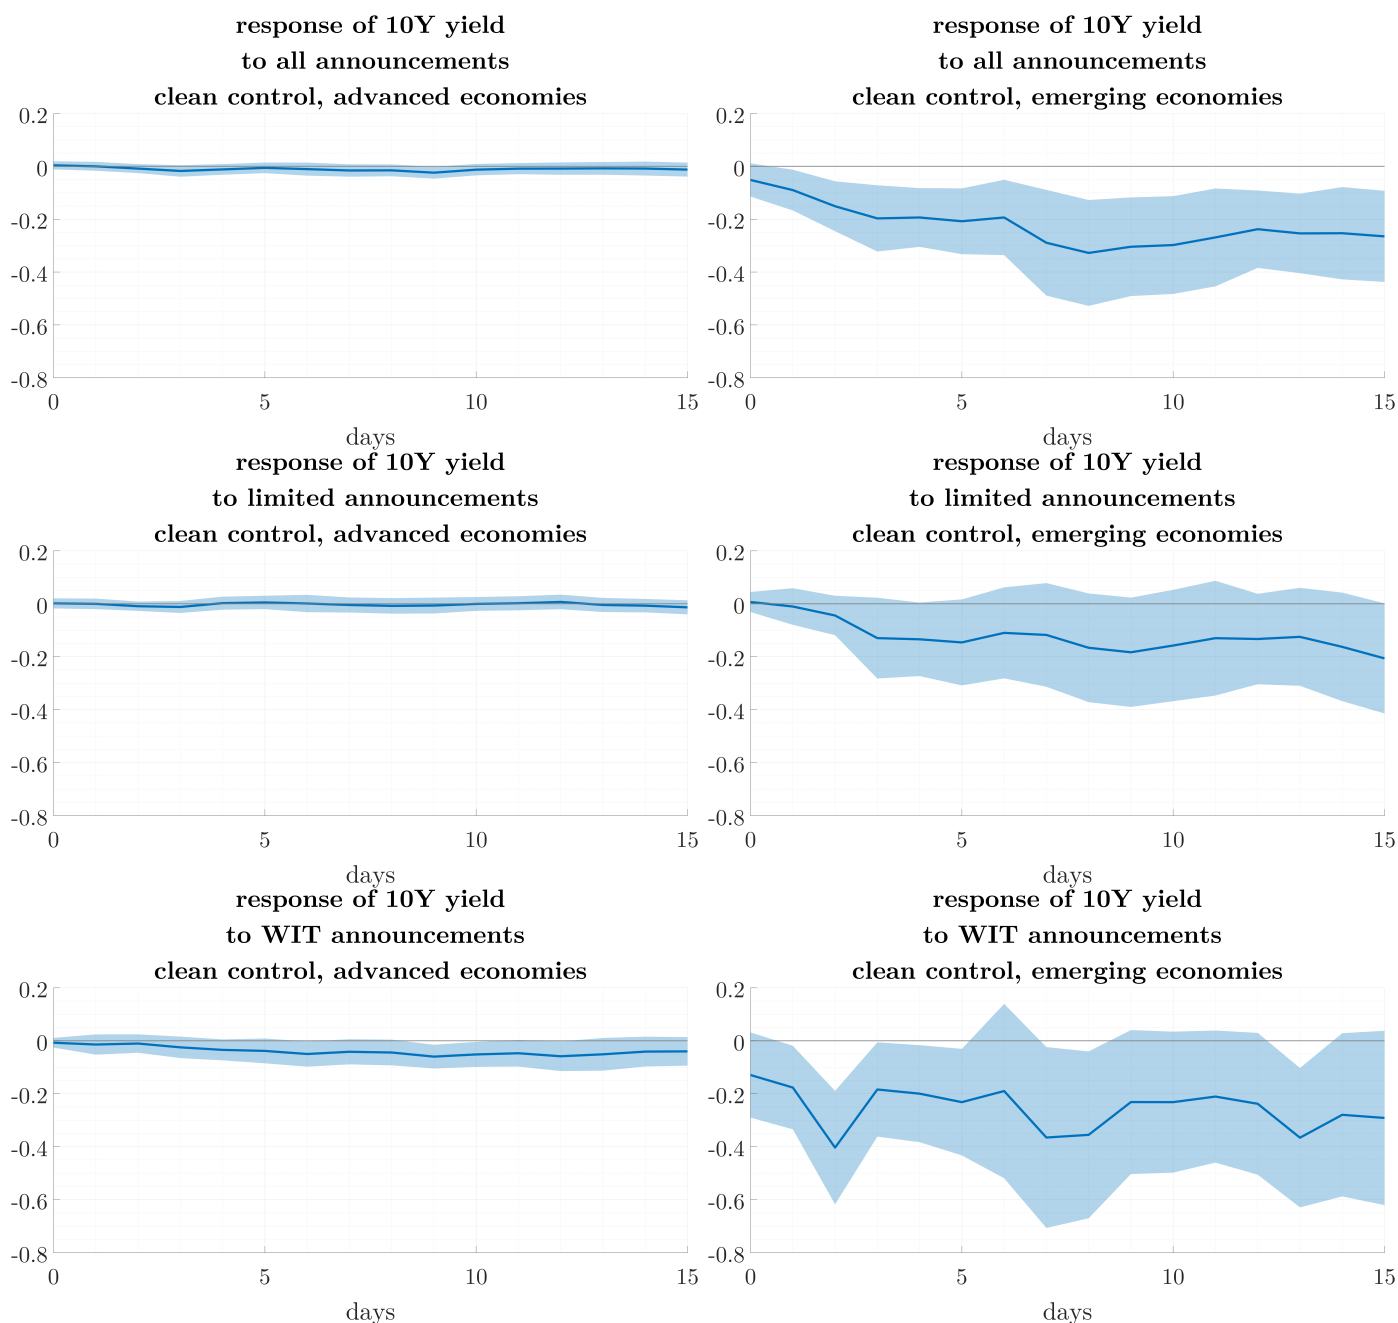 response of 10Y yield
to all announcements
clean control, advanced economies
0.2
0
-0.2
-0.4
-0.6
-0.8
0 5 10 15
days
response of 10Y yield
to all announcements
clean control, emerging economies
0.2
0
-0.2
-0.4
-0.6
-0.8
0 5 10 15
days
response of 10Y yield
to limited announcements
clean control, advanced economies
0.2
0
-0.2
-0.4
-0.6
-0.8
0 5 10 15
days
response of 10Y yield
to limited announcements
clean control, emerging economies
0.2
0
-0.2
-0.4
-0.6
-0.8
0 5 10 15
days
response of 10Y yield
to WIT announcements
clean control, advanced economies
0.2
0
-0.2
-0.4
-0.6
-0.8
0 5 10 15
days
response of 10Y yield
to WIT announcements
clean control, emerging economies
0.2
0
-0.2
-0.4
-0.6
-0.8
0 5 10 15
days